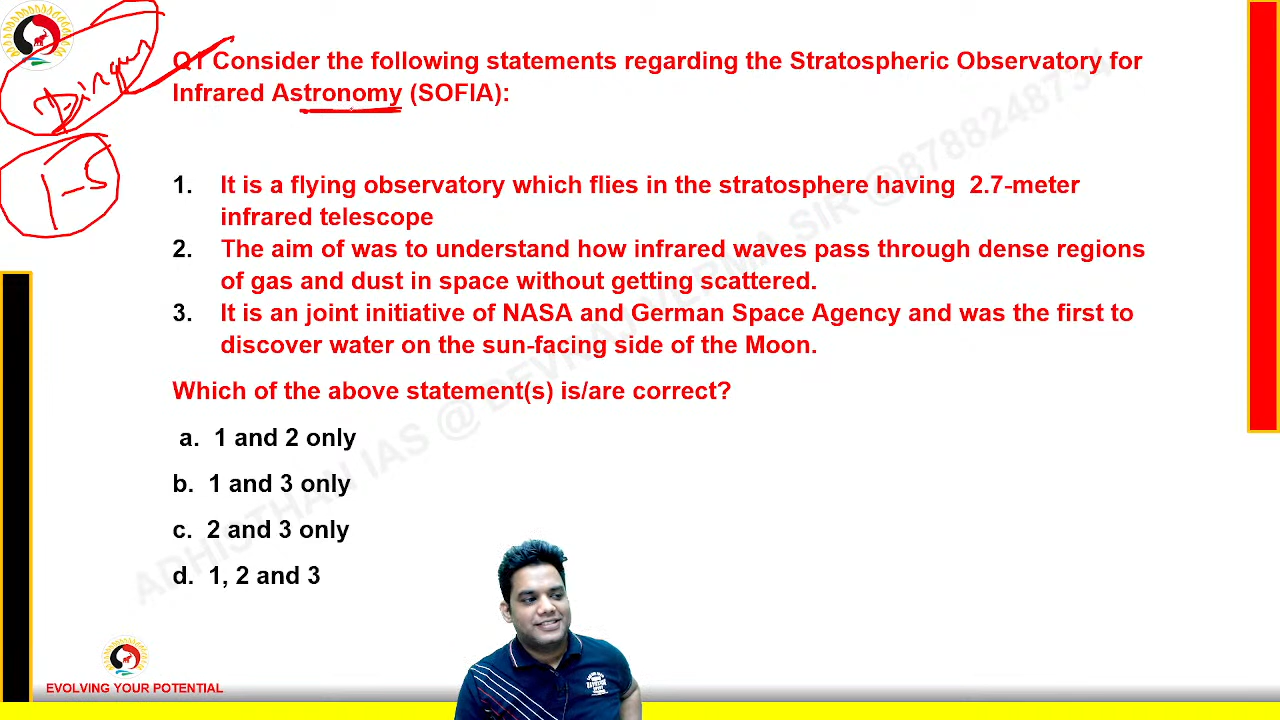 Q1 Consider the following statements regarding the Stratospheric Observatory for
Infrared Astronomy (SOFIA):
1-5
1. It is a flying observatory which flies in the stratosphere having 2.7-meter
infrared telescope
2. The aim of was to understand how infrared waves pass through dense regions
of gas and dust in space without getting scattered.
3. It is an joint initiative of NASA and German Space Agency and was the first to
discover water on the sun-facing side of the Moon.
Which of the above statement(s) is/are correct?
a. 1 and 2 only
b. 1 and 3 only
c. 2 and 3 only
d. 1, 2 and 3
EVOLVING YOUR POTENTIAL